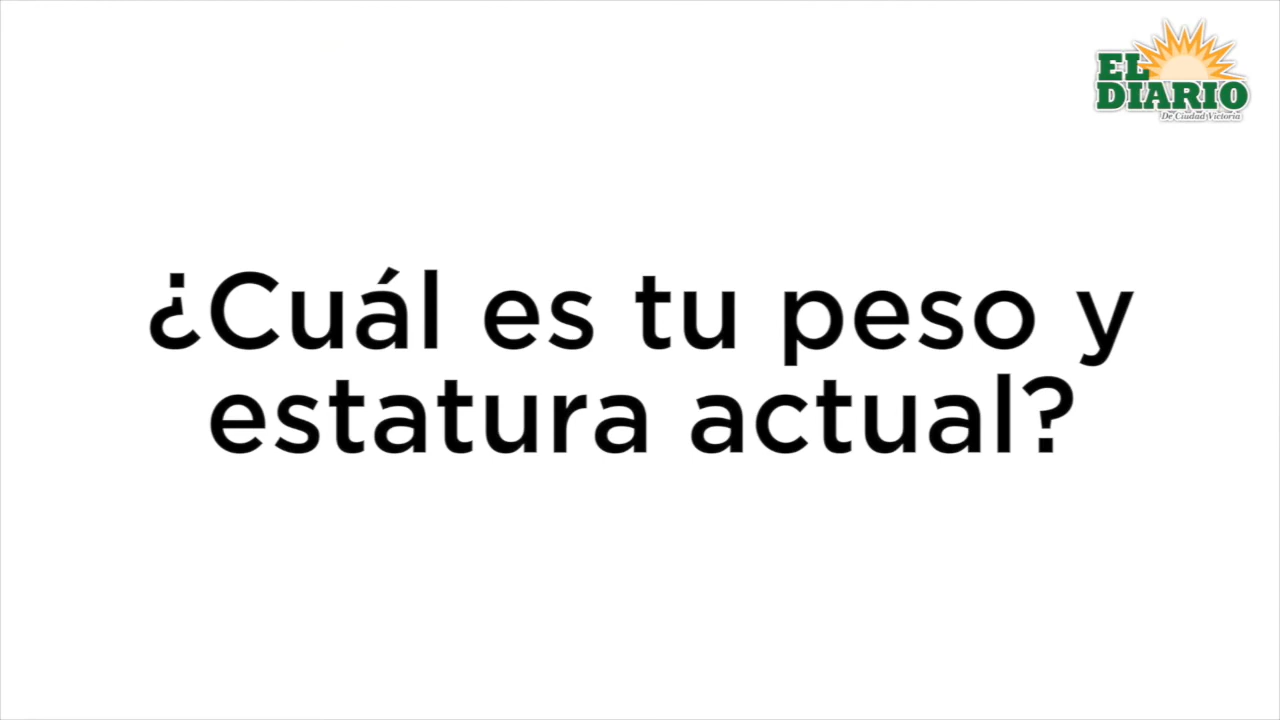 EL
DIARIO
De Ciudad Victoria
¿Cuál es tu peso y
estatura actual?